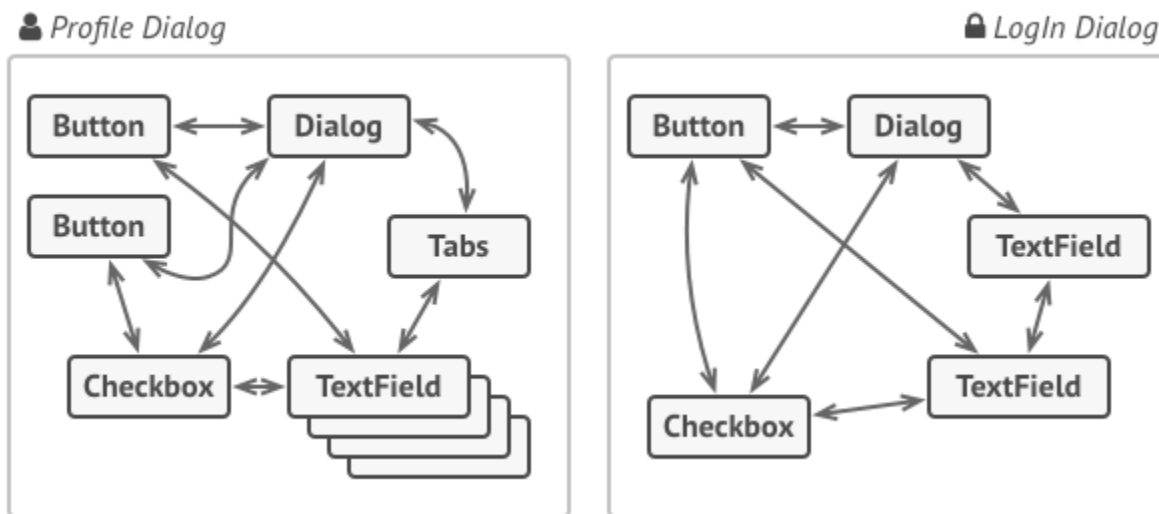 Profile Dialog
LogIn Dialog
Button
Dialog
Button
Tabs
Checkbox
TextField
Button
Dialog
TextField
TextField
Checkbox